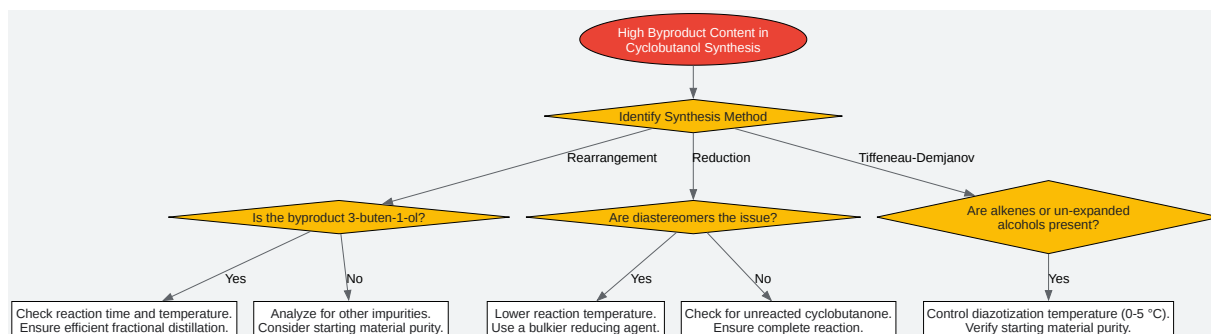 High Byproduct Content in
Cyclobutanol Synthesis
Identify Synthesis Method
Rearrangement
Reduction
Tiffeneau-Demjanov
Is the byproduct 3-buten-1-ol?
Are diastereomers the issue?
Are alkenes or un-expanded
alcohols present?
Yes
No
Yes
No
Yes
Check reaction time and temperature.
Ensure efficient fractional distillation.
Analyze for other impurities.
Consider starting material purity.
Lower reaction temperature.
Use a bulkier reducing agent.
Check for unreacted cyclobutanone.
Ensure complete reaction.
Control diazotization temperature (0-5 °C).
Verify starting material purity.